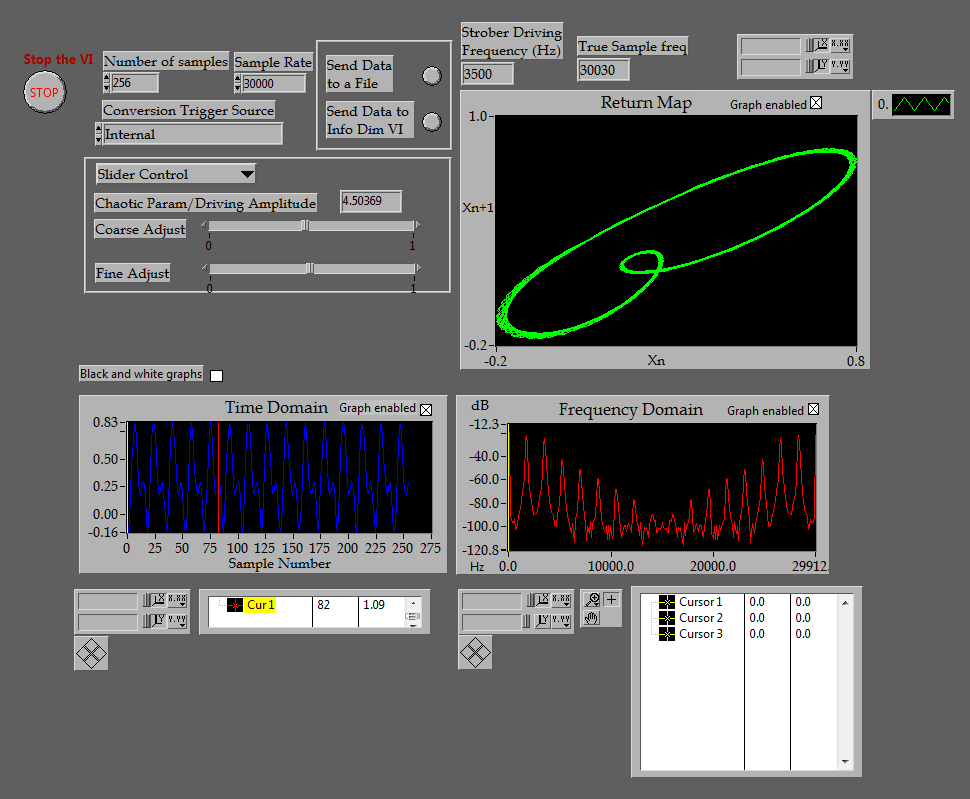 Stop the VI
STOP
Number of samples
256
Sample Rate
30000
Conversion Trigger Source
Internal
Send Data
to a File
Send Data to
Info Dim VI
Strober Driving
Frequency (Hz)
3500
True Sample freq
30030
X.XX
Y.YY
Slider Control
Chaotic Param/Driving Amplitude
4.50369
Coarse Adjust
0 1
Fine Adjust
0 1
Return Map
Graph enabled
0.
1.0
Xn+1
-0.2
-0.2 Xn 0.8
Black and white graphs
Time Domain
Graph enabled
0.83
0.50
0.25
0.00
-0.16
0 25 50 75 100 125 150 175 200 225 250 275
Sample Number
dB
Frequency Domain
Graph enabled
-12.3
-40.0
-60.0
-80.0
-100.0
-120.8
Hz 0.0 10000.0 20000.0 29912.
X.XX
Y.YY
Cur 1 82 1.09
X.XX
Y.YY
Cursor 1 0.0 0.0
Cursor 2 0.0 0.0
Cursor 3 0.0 0.0